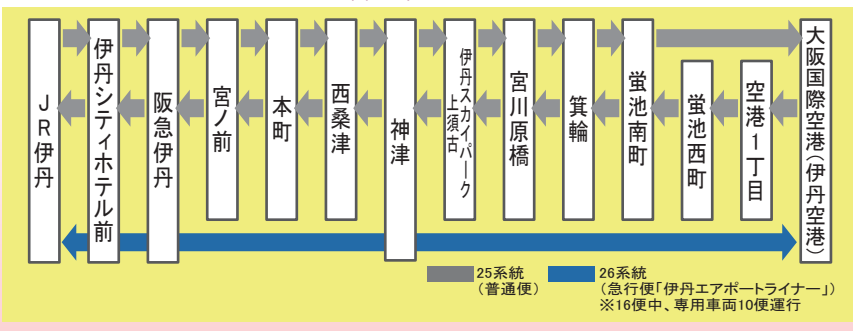 JR伊丹
伊丹シティホテル前
阪急伊丹
宮ノ前
本町
西桑津
神津
伊丹スカイパーク
上須古
宮川原橋
箕輪
蛍池南町
蛍池西町
空港1丁目
大阪国際空港(伊丹空港)
25系統
(普通便)
26系統
(急行便「伊丹エアポートライナー」)
※16便中、専用車両10便運行